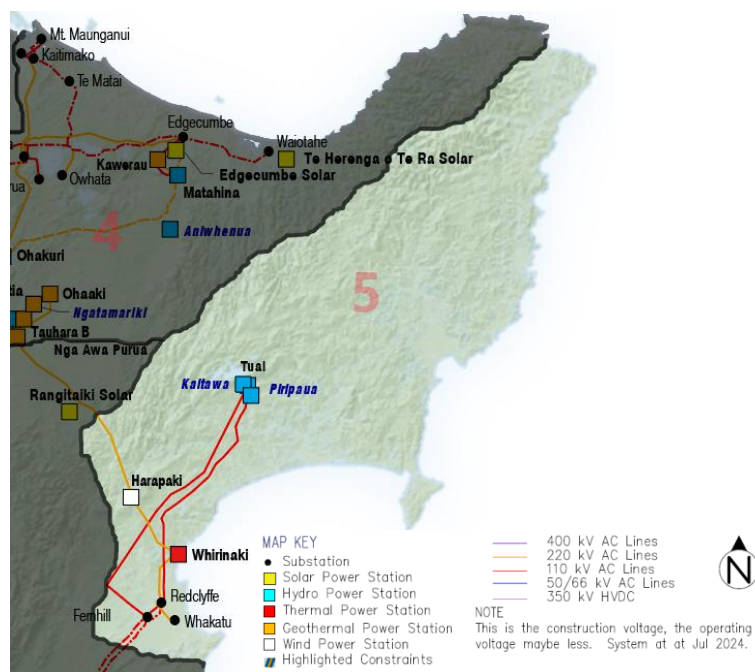 Mt. Maunganui
Kaitimako
Te Matai
Edgecumbe
Waiotahe
Kawerau
Te Herenga o Te Ra Solar
Edgecumbe Solar
Owhata
Matahina
4
Aniwhenua
Ohakuri
5
Ohaaki
Ngatamariki
Tauhara B
Nga Awa Purua
Tuai
Kaitawa
Piripaua
Rangitaiki Solar
Harapaki
Whirinaki
Redclyffe
Fernhill
Whakatu
MAP KEY
Substation
Solar Power Station
Hydro Power Station
Thermal Power Station
Geothermal Power Station
Wind Power Station
Highlighted Constraints
400 kV AC Lines
220 kV AC Lines
110 kV AC Lines
50/66 kV AC Lines
350 kV HVDC
NOTE
This is the construction voltage, the operating
voltage maybe less. System at at Jul 2024.
N